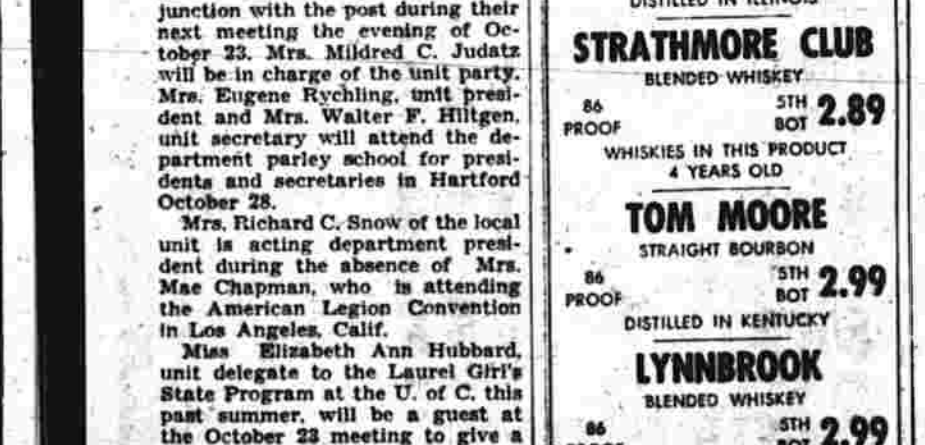 junction with the post during their
next meeting the evening of Oc-
tober 23. Mrs. Mildred C. Judatz
will be in charge of the unit party.
Mrs. Eugene Rychling, unit presi-
dent and Mrs. Walter F. Hiltgen,
unit secretary will attend the de-
partment parley school for presi-
dents and secretaries in Hartford
October 28.
Mrs. Richard C. Snow of the local
unit is acting department presi-
dent during the absence of Mrs.
Mae Chapman, who is attending
the American Legion Convention
in Los Angeles, Calif.
Miss Elizabeth Ann Hubbard,
unit delegate to the Laurel Girl's
State Program at the U. of C. this
past summer, will be a guest at
the October 23 meeting to give a
DISTILLED IN ILLINOIS
STRATHMORE CLUB
BLENDED WHISKEY
86 PROOF 5TH BOT 2.89
WHISKIES IN THIS PRODUCT
4 YEARS OLD
TOM MOORE
STRAIGHT BOURBON
86 PROOF 5TH BOT 2.99
DISTILLED IN KENTUCKY
LYNNBROOK
BLENDED WHISKEY
86 5TH 2.99